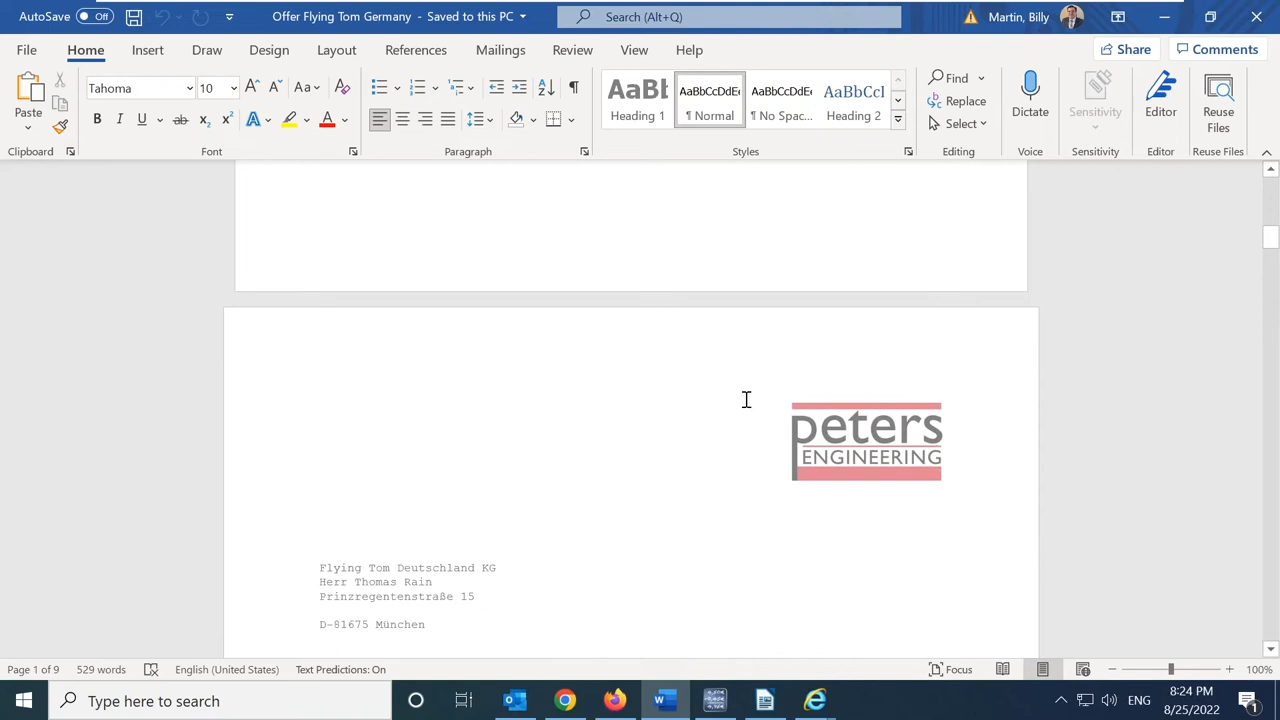 AutoSave Off Offer Flying Tom Germany - Saved to this PC Search (Alt+Q) Martin, Billy
File Home Insert Draw Design Layout References Mailings Review View Help Share Comments
Paste
Clipboard
Tahoma 10
Font
Paragraph
AaBb AaBbCcDdEe AaBbCcDdEe AaBbCcI
Heading 1 ¶ Normal ¶ No Spac... Heading 2
Styles
Find
Replace
Select
Editing
Dictate
Voice
Sensitivity
Sensitivity
Editor
Editor
Reuse
Files
Reuse Files
peters
ENGINEERING
Flying Tom Deutschland KG
Herr Thomas Rain
Prinzregentenstraße 15
D-81675 München
Page 1 of 9 529 words English (United States) Text Predictions: On Focus 100%
Type here to search
ENG
8:24 PM
8/25/2022
1